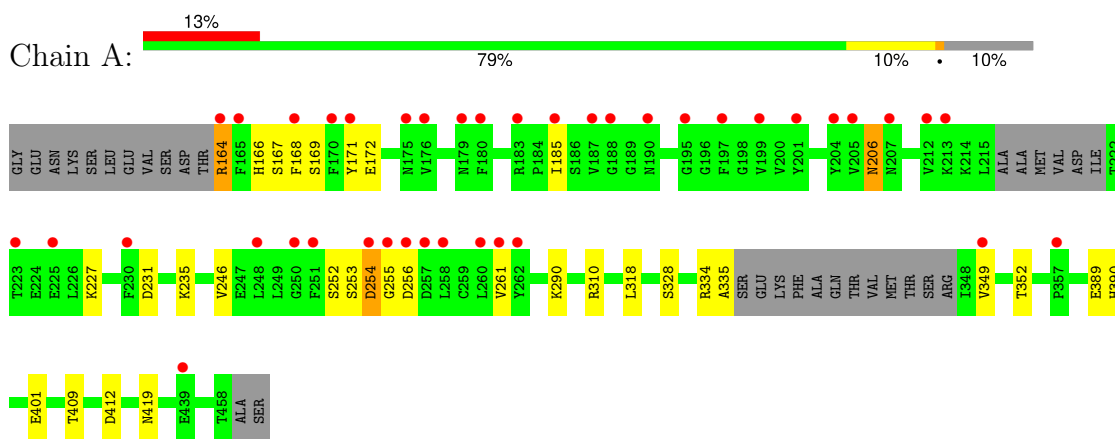 13%
Chain A:
79% 10% • 10%
GLY GLU ASN LYS SER LEU GLU VAL SER ASP THR R164 F165 H166 S167 F168 S169 F170 Y171 E172 N175 V176 N179 F180 R183 P184 I185 S186 V187 G188 G189 N190 G195 G196 F197 G198 V199 V200 Y201 Y204 V205 N206 N207 V212 K213 K214 L215 ALA ALA MET VAL ASP ILE T222
T223 E224 E225 L226 K227 F230 D231 K235 V246 E247 L248 L249 G250 F251 S252 S253 D254 G255 D256 D257 L258 C259 L260 V261 Y262 K290 R310 L318 S328 R334 A335 SER GLU LYS PHE ALA GLN THR VAL MET THR SER ARG I348 V349 T352 P357 E389 H390
E401 T409 D412 N419 E439 T458 ALA SER